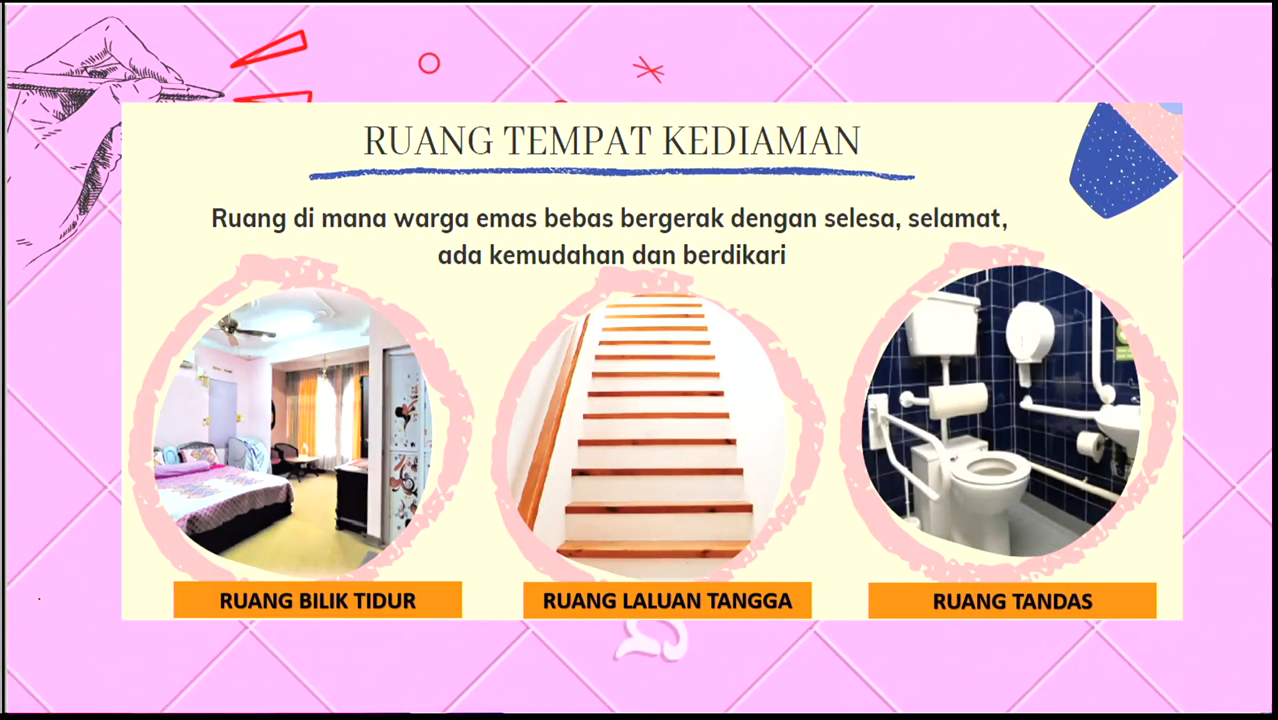 RUANG TEMPAT KEDIAMAN
Ruang di mana warga emas bebas bergerak dengan selesa, selamat,
ada kemudahan dan berdikari
RUANG BILIK TIDUR
RUANG LALUAN TANGGA
RUANG TANDAS